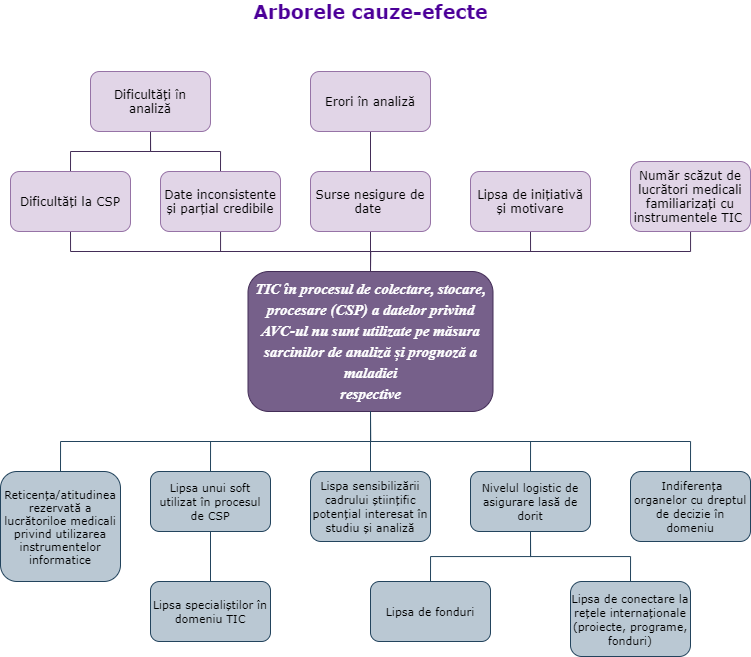 Arborele cauze-efecte
Dificultăți în
analiză
Erori în analiză
Dificultăți la CSP
Date inconsistente
și parțial credibile
Surse nesigure de
date
Lipsa de inițiativă
și motivare
Număr scăzut de
lucrători medicali
familiarizați cu
instrumentele TIC
TIC în procesul de colectare, stocare,
procesare (CSP) a datelor privind
AVC-ul nu sunt utilizate pe măsura
sarcinilor de analiză și prognoză a
maladiei
respective
Reticența/atitudinea
rezervată a
lucrătoriloe medicali
privind utilizarea
instrumentelor
informatice
Lipsa unui soft
utilizat în procesul
de CSP
Lispa sensibilizării
cadrului științific
potențial interesat în
studiu și analiză
Nivelul logistic de
asigurare lasă de
dorit
Indiferența
organelor cu dreptul
de decizie în
domeniu
Lipsa specialiștilor în
domeniu TIC
Lipsa de fonduri
Lipsa de conectare la
rețele internaționale
(proiecte, programe,
fonduri)